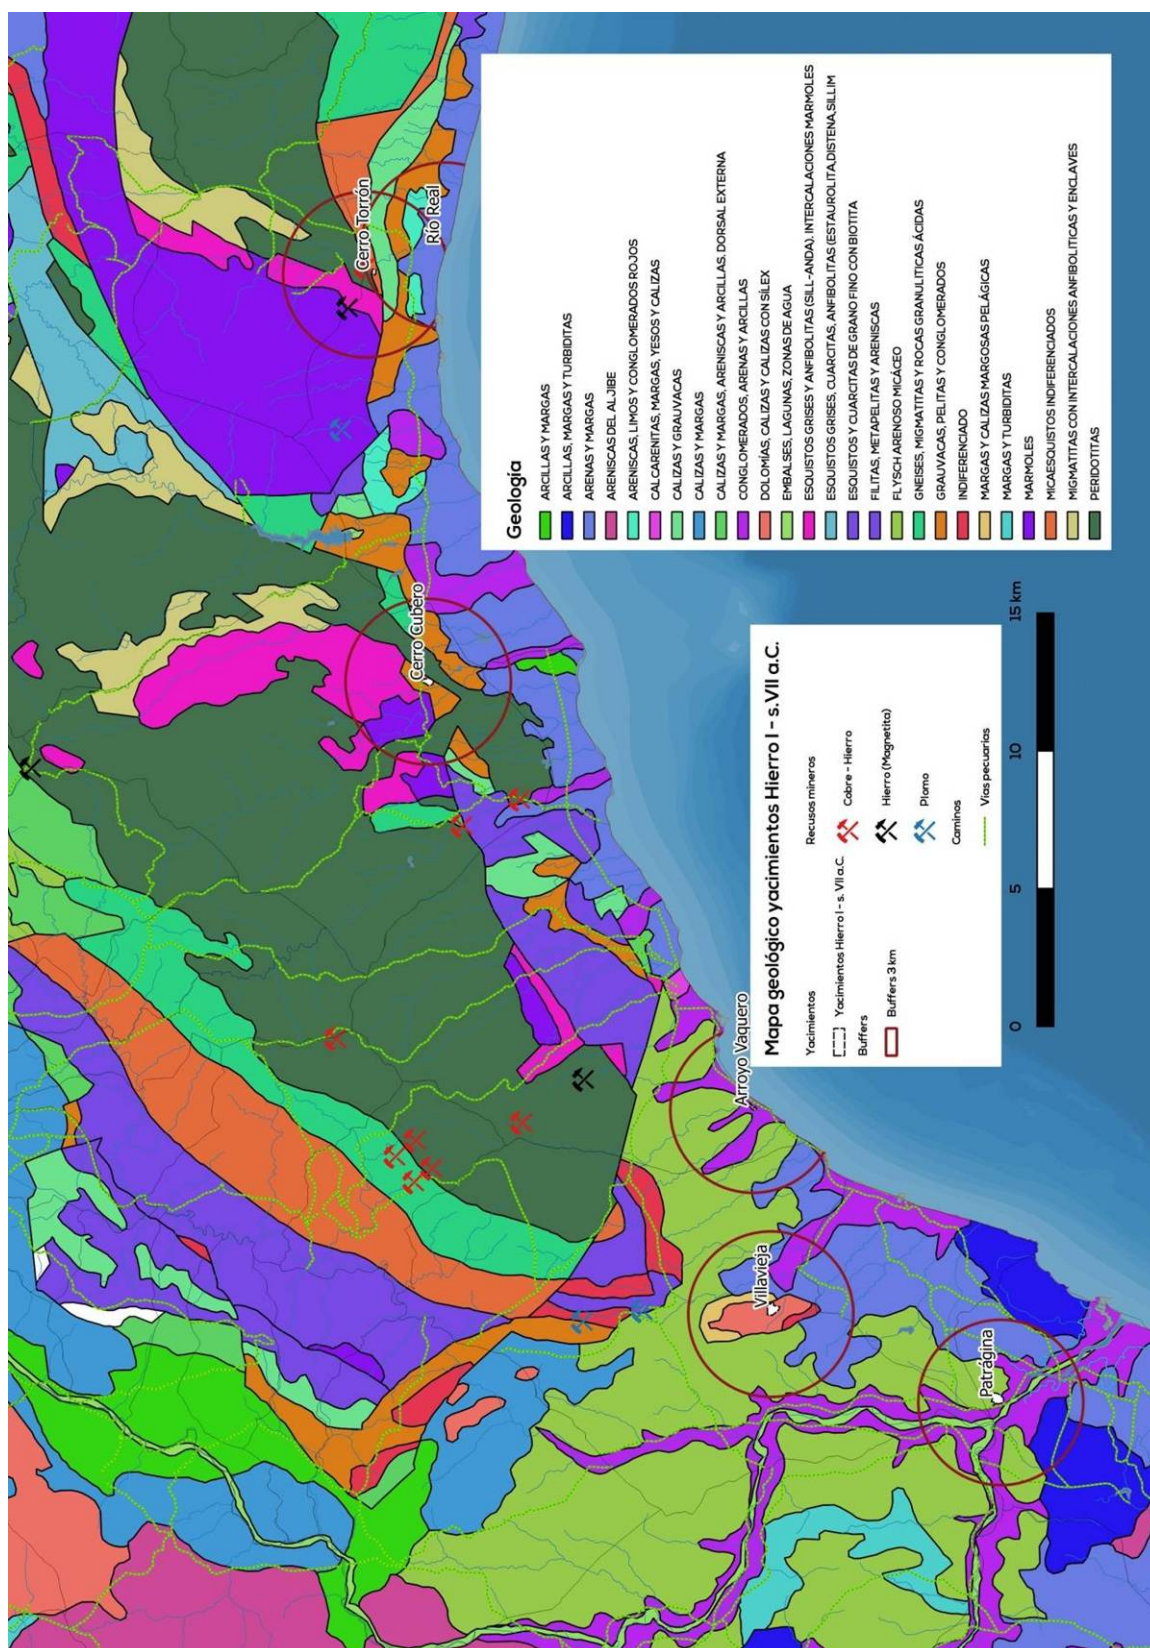 Cerro Torrón
Río Real
Cerro Cubero
Arroyo Vaquero
Villavieja
Patrágina
Geología
ARCILLAS Y MARGAS
ARCILLAS, MARGAS Y TURBIDITAS
ARENAS Y MARGAS
ARENISCAS DEL ALJIBE
ARENISCAS, LIMOS Y CONGLOMERADOS ROJOS
CALCARENITAS, MARGAS, YESOS Y CALIZAS
CALIZAS Y GRAUVACAS
CALIZAS Y MARGAS
CALIZAS Y MARGAS, ARENISCAS Y ARCILLAS. DORSAL EXTERNA
CONGLOMERADOS, ARENAS Y ARCILLAS
DOLOMÍAS, CALIZAS Y CALIZAS CON SÍLEX
EMBALSES, LAGUNAS, ZONAS DE AGUA
ESQUISTOS GRISES Y ANFIBOLITAS (SILL-ANDA), INTERCALACIONES MARMOLES
ESQUISTOS GRISES, CUARCITAS, ANFIBOLITAS (ESTAUROLITA,DISTENA,SILLIM
ESQUISTOS Y CUARCITAS DE GRANO FINO CON BIOTITA
FILITAS, METAPELITAS Y ARENISCAS
FLYSCH ARENOSO MICÁCEO
GNEISES, MIGMATITAS Y ROCAS GRANULITICAS ÁCIDAS
GRAUVACAS, PELITAS Y CONGLOMERADOS
INDIFERENCIADO
MARGAS Y CALIZAS MARGOSAS PELÁGICAS
MARGAS Y TURBIDITAS
MARMOLES
MICAESQUISTOS INDIFERENCIADOS
MIGMATITAS CON INTERCALACIONES ANFIBOLITICAS Y ENCLAVES
PERIDOTITAS
Mapa geológico yacimientos Hierro I - s. VII a.C.
Yacimientos
Yacimientos Hierro I - s. VII a.C.
Buffers
Buffers 3 km
Recusos mineros
Cobre - Hierro
Hierro (Magnetita)
Plomo
Caminos
Vias pecuarias
0 5 10 15 km